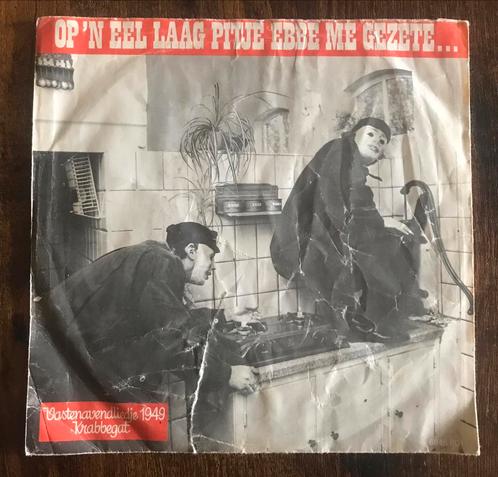 OP 'N EEL LAAG PITJE EBBE ME GEZETE...
Vastenavendliedje 1949
Krabbegat